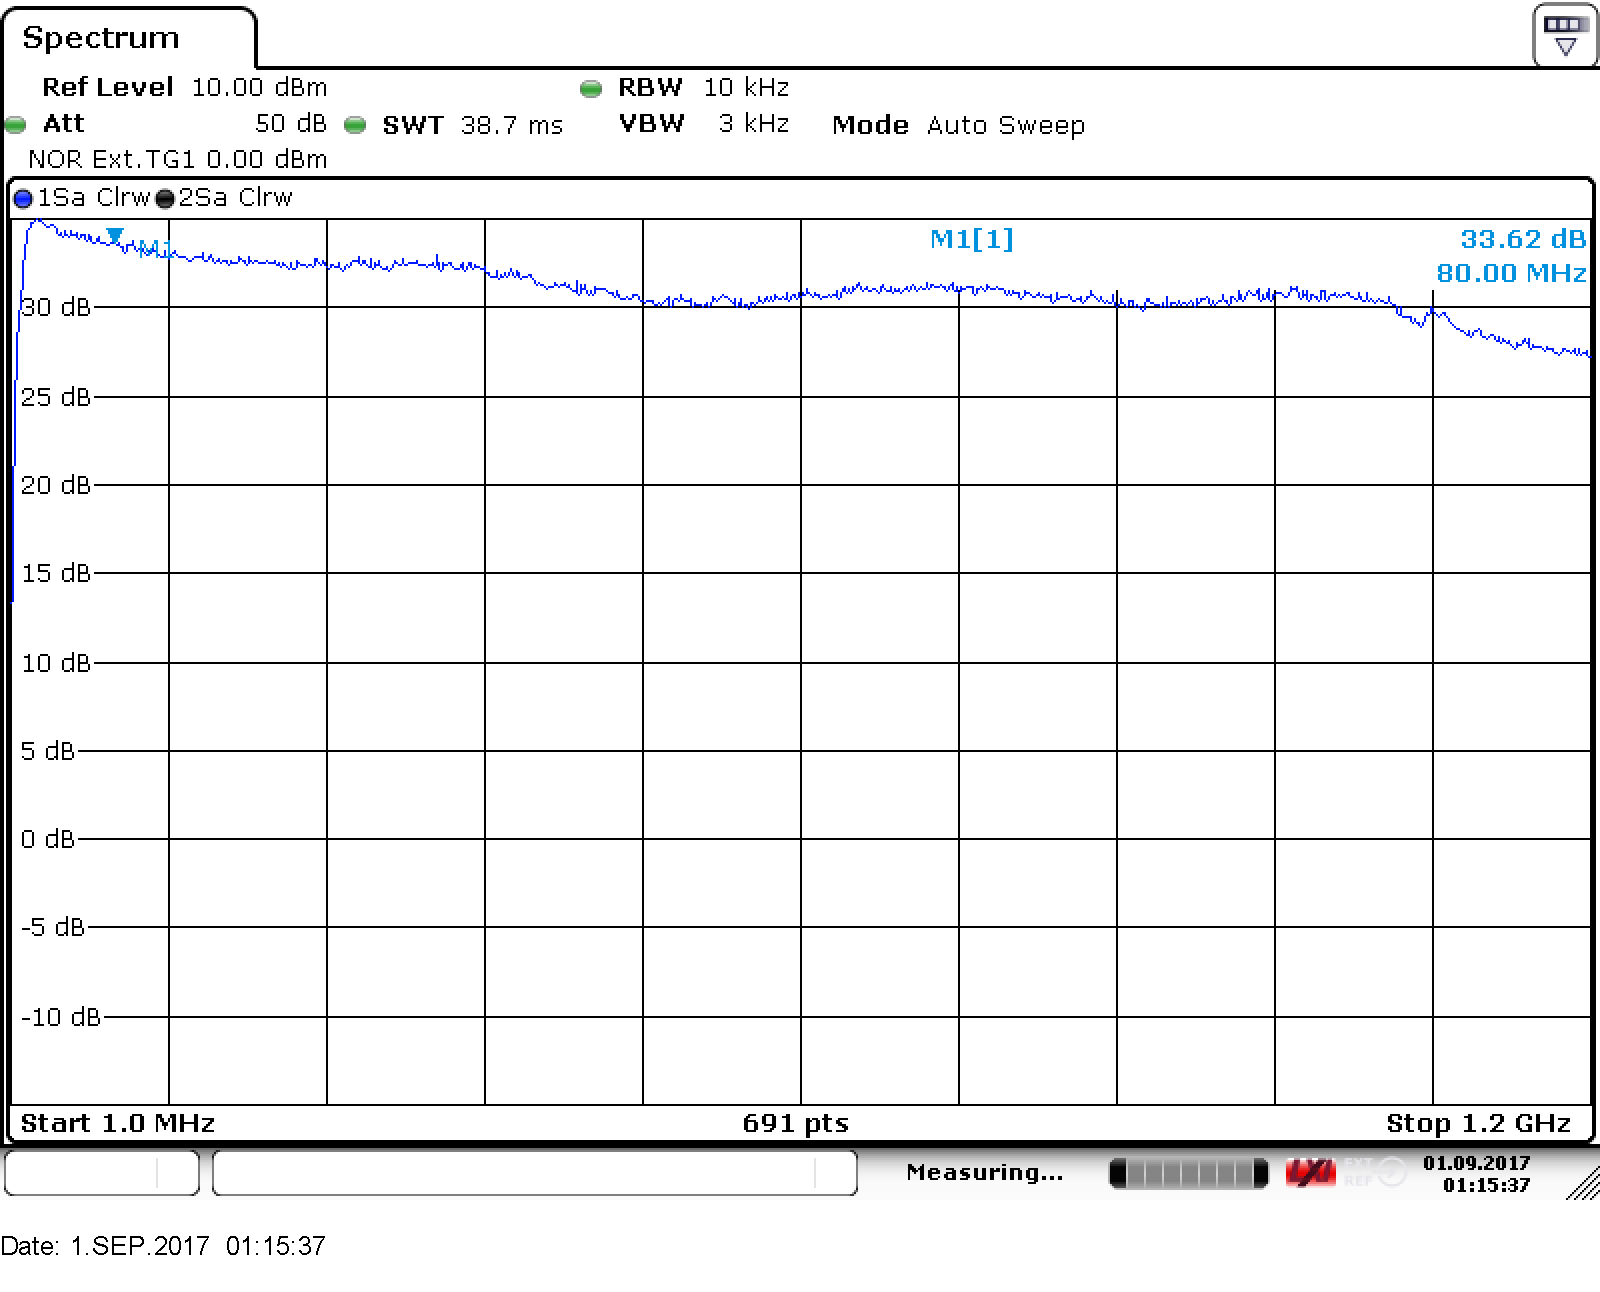 Spectrum
Ref Level 10.00 dBm RBW 10 kHz
Att 50 dB SWT 38.7 ms VBW 3 kHz Mode Auto Sweep
NOR Ext.TG1 0.00 dBm
1Sa Clrw 2Sa Clrw
M1 M1[1] 33.62 dB
80.00 MHz
30 dB
25 dB
20 dB
15 dB
10 dB
5 dB
0 dB
-5 dB
-10 dB
Start 1.0 MHz 691 pts Stop 1.2 GHz
Measuring... LXI EXT REF 01.09.2017
01:15:37
Date: 1.SEP.2017 01:15:37